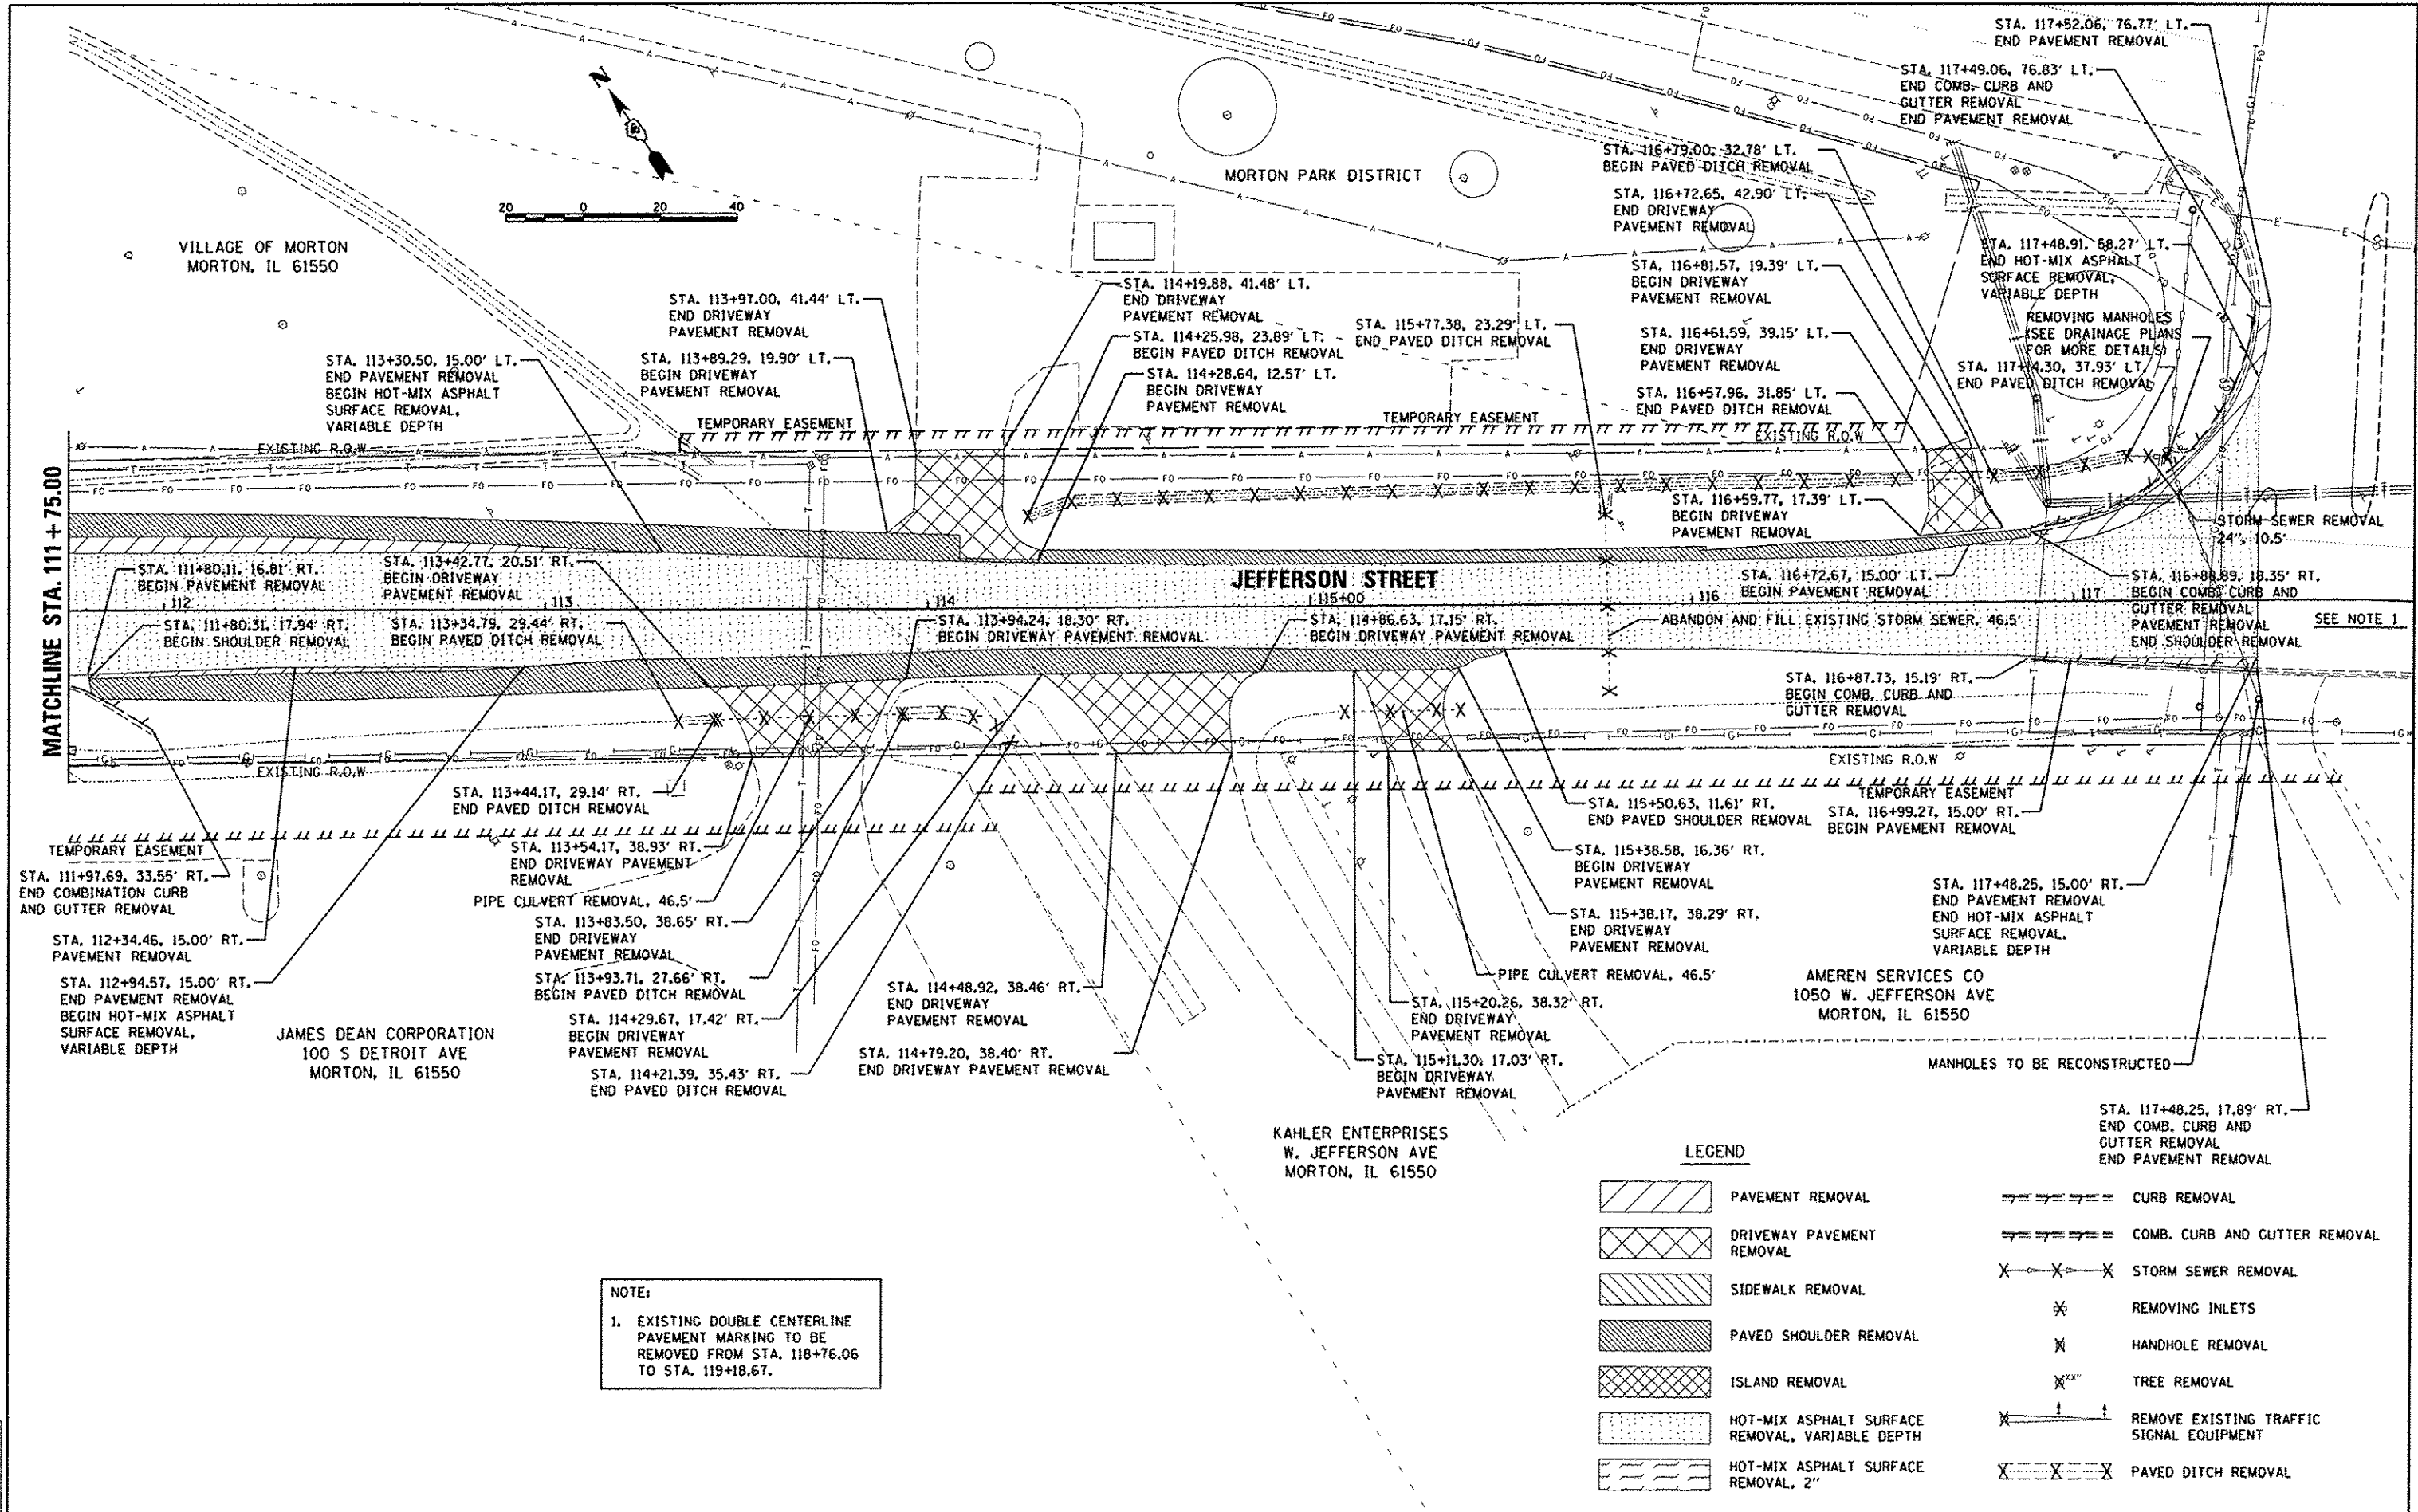 STA. 117+52.06, 76.77' LT.
END PAVEMENT REMOVAL
STA. 117+49.06, 76.83' LT.
END COMB. CURB AND
GUTTER REMOVAL
END PAVEMENT REMOVAL
N
20 0 20 40
MORTON PARK DISTRICT
VILLAGE OF MORTON
MORTON, IL 61550
STA. 116+79.00, 32.78' LT.
BEGIN PAVED DITCH REMOVAL
STA. 116+72.65, 42.90' LT.
END DRIVEWAY
PAVEMENT REMOVAL
STA. 116+81.57, 19.39' LT.
BEGIN DRIVEWAY
PAVEMENT REMOVAL
STA. 116+61.59, 39.15' LT.
END DRIVEWAY
PAVEMENT REMOVAL
STA. 116+57.96, 31.85' LT.
END PAVED DITCH REMOVAL
STA. 117+48.91, 68.27' LT.
END HOT-MIX ASPHALT
SURFACE REMOVAL,
VARIABLE DEPTH
REMOVING MANHOLES
(SEE DRAINAGE PLANS
FOR MORE DETAILS)
END PAVED DITCH REMOVAL
STA. 113+30.50, 15.00' LT.
END PAVEMENT REMOVAL
BEGIN HOT-MIX ASPHALT
SURFACE REMOVAL,
VARIABLE DEPTH
STA. 113+97.00, 41.44' LT.
END DRIVEWAY
PAVEMENT REMOVAL
STA. 113+89.29, 19.90' LT.
BEGIN DRIVEWAY
PAVEMENT REMOVAL
STA. 114+19.88, 41.48' LT.
END DRIVEWAY
PAVEMENT REMOVAL
STA. 114+25.98, 23.89' LT.
BEGIN PAVED DITCH REMOVAL
STA. 114+28.64, 12.57' LT.
BEGIN DRIVEWAY
PAVEMENT REMOVAL
STA. 115+77.38, 23.29' LT.
END PAVED DITCH REMOVAL
TEMPORARY EASEMENT
TEMPORARY EASEMENT
EXISTING R.O.W
EXISTING R.O.W
STA. 116+59.77, 17.39' LT.
BEGIN DRIVEWAY
PAVEMENT REMOVAL
STORM SEWER REMOVAL
24", 10.5'
MATCHLINE STA. 111 + 75.00
JEFFERSON STREET
STA. 111+80.11, 16.81' RT.
BEGIN PAVEMENT REMOVAL
STA. 113+42.77, 20.51' RT.
BEGIN DRIVEWAY
PAVEMENT REMOVAL
STA. 116+72.67, 15.00' LT.
BEGIN PAVEMENT REMOVAL
STA. 116+88.89, 18.35' RT.
BEGIN COMB. CURB AND
GUTTER REMOVAL
PAVEMENT REMOVAL
END SHOULDER REMOVAL
112 113 114 115+00 116 117
STA. 111+80.31, 17.94' RT.
BEGIN SHOULDER REMOVAL
STA. 113+34.79, 29.44' RT.
BEGIN PAVED DITCH REMOVAL
STA. 113+94.24, 18.30' RT.
BEGIN DRIVEWAY PAVEMENT REMOVAL
STA. 114+86.63, 17.15' RT.
BEGIN DRIVEWAY PAVEMENT REMOVAL
ABANDON AND FILL EXISTING STORM SEWER, 46.5'
SEE NOTE 1
STA. 116+87.73, 15.19' RT.
BEGIN COMB. CURB AND
GUTTER REMOVAL
EXISTING R.O.W
EXISTING R.O.W
STA. 113+44.17, 29.14' RT.
END PAVED DITCH REMOVAL
TEMPORARY EASEMENT
TEMPORARY EASEMENT
STA. 115+50.63, 11.61' RT.
END PAVED SHOULDER REMOVAL
STA. 116+99.27, 15.00' RT.
BEGIN PAVEMENT REMOVAL
STA. 111+97.69, 33.55' RT.
END COMBINATION CURB
AND GUTTER REMOVAL
STA. 113+54.17, 38.93' RT.
END DRIVEWAY PAVEMENT
REMOVAL
PIPE CULVERT REMOVAL, 46.5'
STA. 113+83.50, 38.65' RT.
END DRIVEWAY
PAVEMENT REMOVAL
STA. 113+93.71, 27.66' RT.
BEGIN PAVED DITCH REMOVAL
STA. 112+34.46, 15.00' RT.
PAVEMENT REMOVAL
STA. 112+94.57, 15.00' RT.
END PAVEMENT REMOVAL
BEGIN HOT-MIX ASPHALT
SURFACE REMOVAL,
VARIABLE DEPTH
JAMES DEAN CORPORATION
100 S DETROIT AVE
MORTON, IL 61550
STA. 114+29.67, 17.42' RT.
BEGIN DRIVEWAY
PAVEMENT REMOVAL
STA. 114+21.39, 35.43' RT.
END PAVED DITCH REMOVAL
STA. 114+48.92, 38.46' RT.
END DRIVEWAY
PAVEMENT REMOVAL
STA. 114+79.20, 38.40' RT.
END DRIVEWAY PAVEMENT REMOVAL
STA. 115+38.58, 16.36' RT.
BEGIN DRIVEWAY
PAVEMENT REMOVAL
STA. 115+38.17, 38.29' RT.
END DRIVEWAY
PAVEMENT REMOVAL
PIPE CULVERT REMOVAL, 46.5'
STA. 115+20.26, 38.32' RT.
END DRIVEWAY
PAVEMENT REMOVAL
STA. 115+11.30, 17.03' RT.
BEGIN DRIVEWAY
PAVEMENT REMOVAL
STA. 117+48.25, 15.00' RT.
END PAVEMENT REMOVAL
END HOT-MIX ASPHALT
SURFACE REMOVAL,
VARIABLE DEPTH
AMEREN SERVICES CO
1050 W. JEFFERSON AVE
MORTON, IL 61550
MANHOLES TO BE RECONSTRUCTED
STA. 117+48.25, 17.89' RT.
END COMB. CURB AND
GUTTER REMOVAL
END PAVEMENT REMOVAL
KAHLER ENTERPRISES
W. JEFFERSON AVE
MORTON, IL 61550
NOTE:
1. EXISTING DOUBLE CENTERLINE
PAVEMENT MARKING TO BE
REMOVED FROM STA. 118+76.06
TO STA. 119+18.67.
LEGEND
PAVEMENT REMOVAL
DRIVEWAY PAVEMENT
REMOVAL
SIDEWALK REMOVAL
PAVED SHOULDER REMOVAL
ISLAND REMOVAL
HOT-MIX ASPHALT SURFACE
REMOVAL, VARIABLE DEPTH
HOT-MIX ASPHALT SURFACE
REMOVAL, 2"
CURB REMOVAL
COMB. CURB AND GUTTER REMOVAL
STORM SEWER REMOVAL
REMOVING INLETS
HANDHOLE REMOVAL
XX" TREE REMOVAL
REMOVE EXISTING TRAFFIC
SIGNAL EQUIPMENT
PAVED DITCH REMOVAL